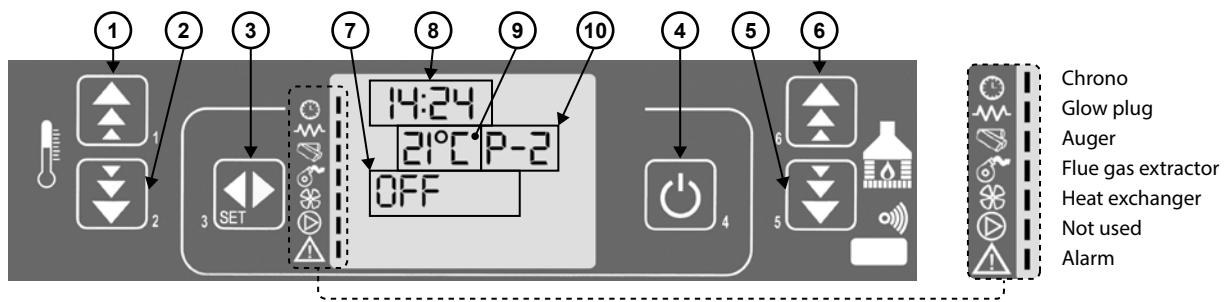 1 2 3 7 8 9 10 4 5 6
14:24
21°C P-2
OFF
1
2
3 SET
4
6
5
Chrono
Glow plug
Auger
Flue gas extractor
Heat exchanger
Not used
Alarm